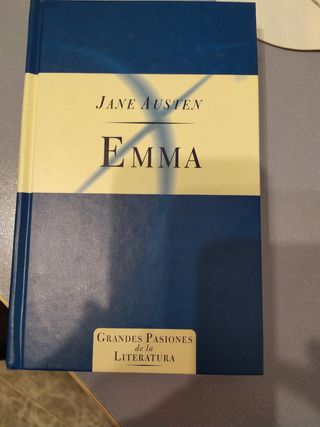 JANE AUSTEN
EMMA
GRANDES PASIONES
de la
LITERATURA